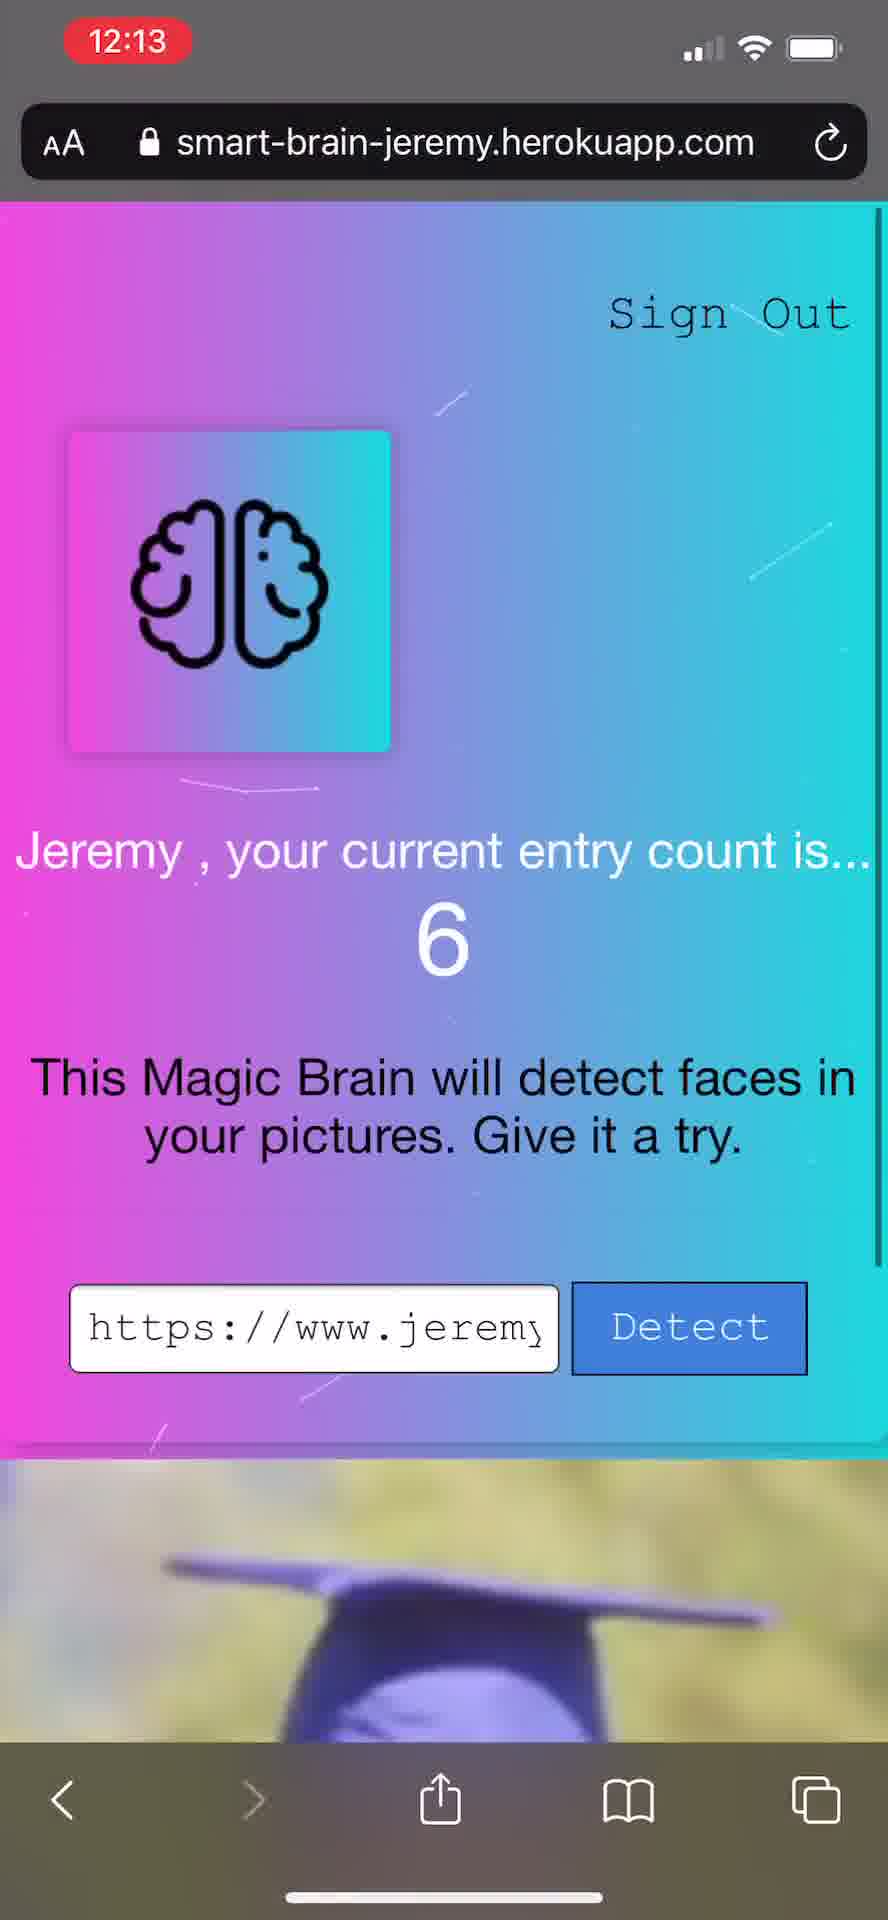 12:13
AA smart-brain-jeremy.herokuapp.com
Sign Out
Jeremy , your current entry count is...
6
This Magic Brain will detect faces in
your pictures. Give it a try.
https://www.jeremy
Detect